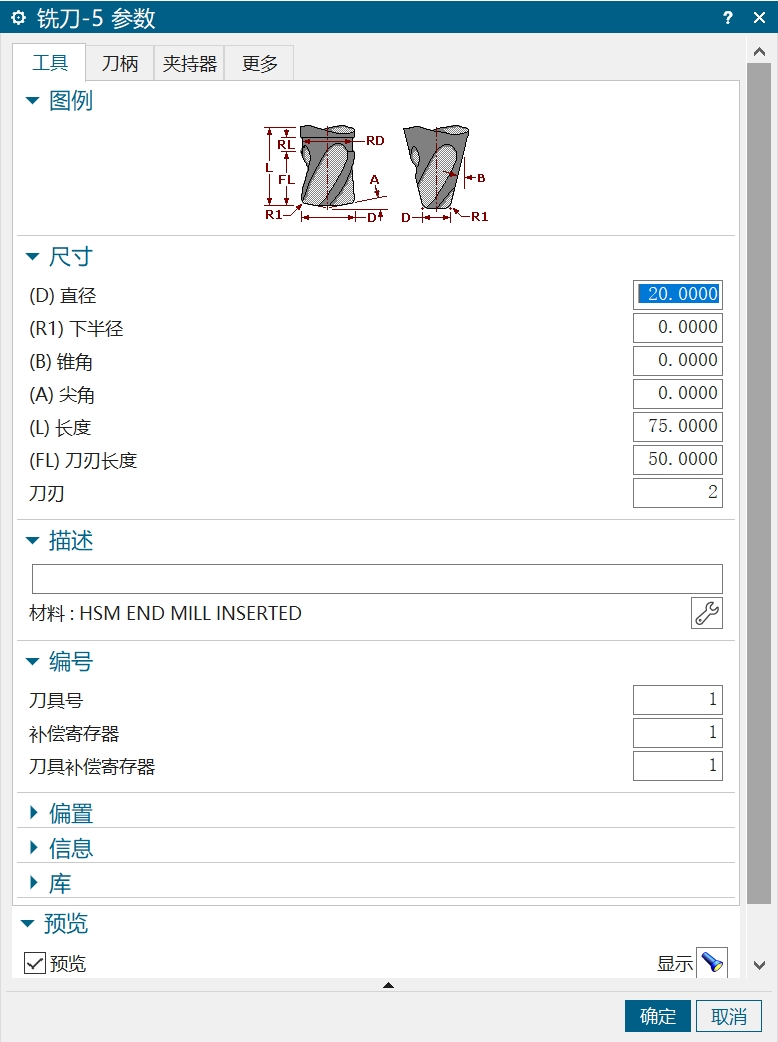 铣刀-5 参数
?
工具 刀柄 夹持器 更多
图例
RL RD
L
FL A B
R1 D D R1
尺寸
(D) 直径 20.0000
(R1) 下半径 0.0000
(B) 锥角 0.0000
(A) 尖角 0.0000
(L) 长度 75.0000
(FL) 刀刃长度 50.0000
刀刃 2
描述
材料 : HSM END MILL INSERTED
编号
刀具号 1
补偿寄存器 1
刀具补偿寄存器 1
偏置
信息
库
预览
预览 显示
确定 取消